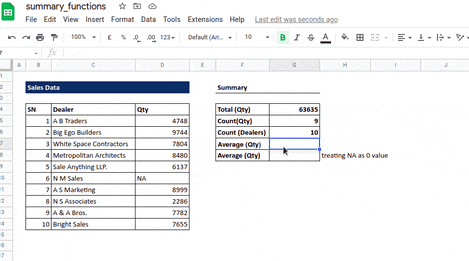 summary_functions
File Edit View Insert Format Data Tools Extensions Help Last edit was seconds ago
100% £ % .0 .00 123 Default (Ari... 10 B I S A
fx
A B C D E F G H I J
Sales Data Summary
SN Dealer Qty Total (Qty) 63635
1 A B Traders 4748 Count(Qty) 9
2 Big Ego Builders 9744 Count (Dealers) 10
3 White Space Contractors 7804 Average (Qty)
4 Metropolitan Architects 8480 Average (Qty) treating NA as 0 value
5 Sale Anything LLP. 6137
6 N M Sales NA
7 A S Marketing 8999
8 N S Associates 2286
9 A & A Bros. 7782
10 Bright Sales 7655